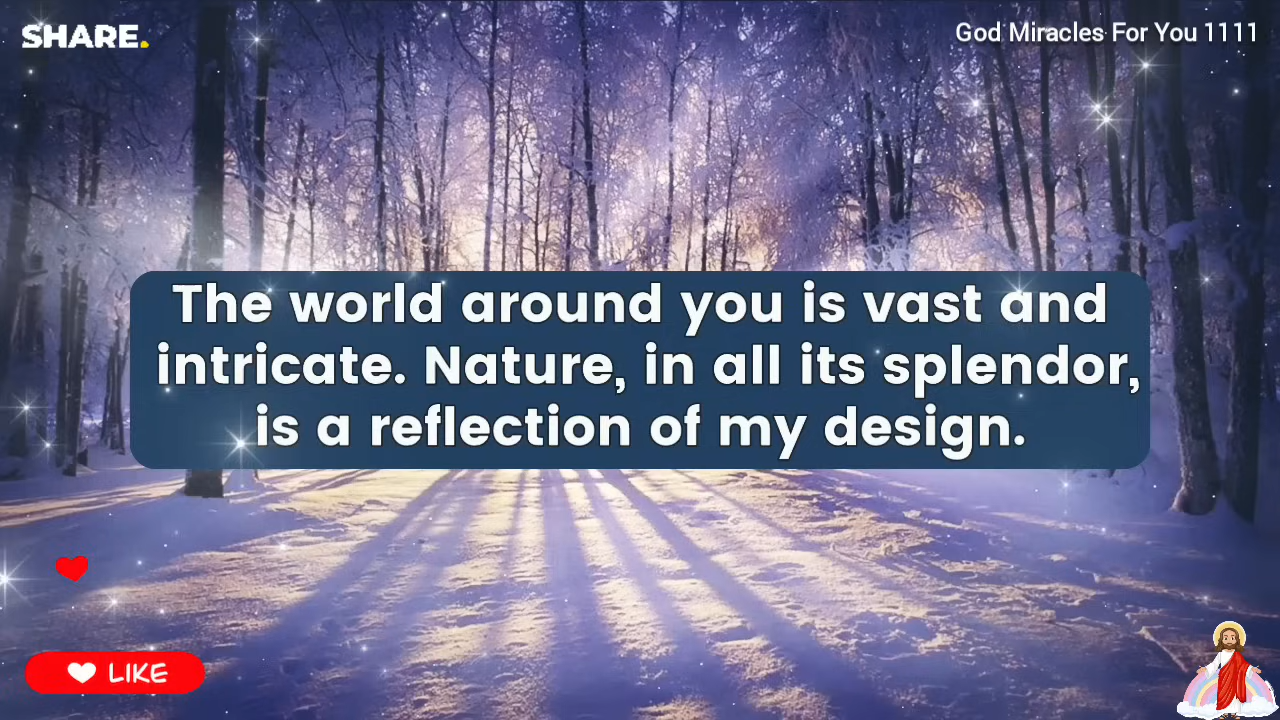 SHARE.
God Miracles For You 1111
The world around you is vast and
intricate. Nature, in all its splendor,
is a reflection of my design.
LIKE